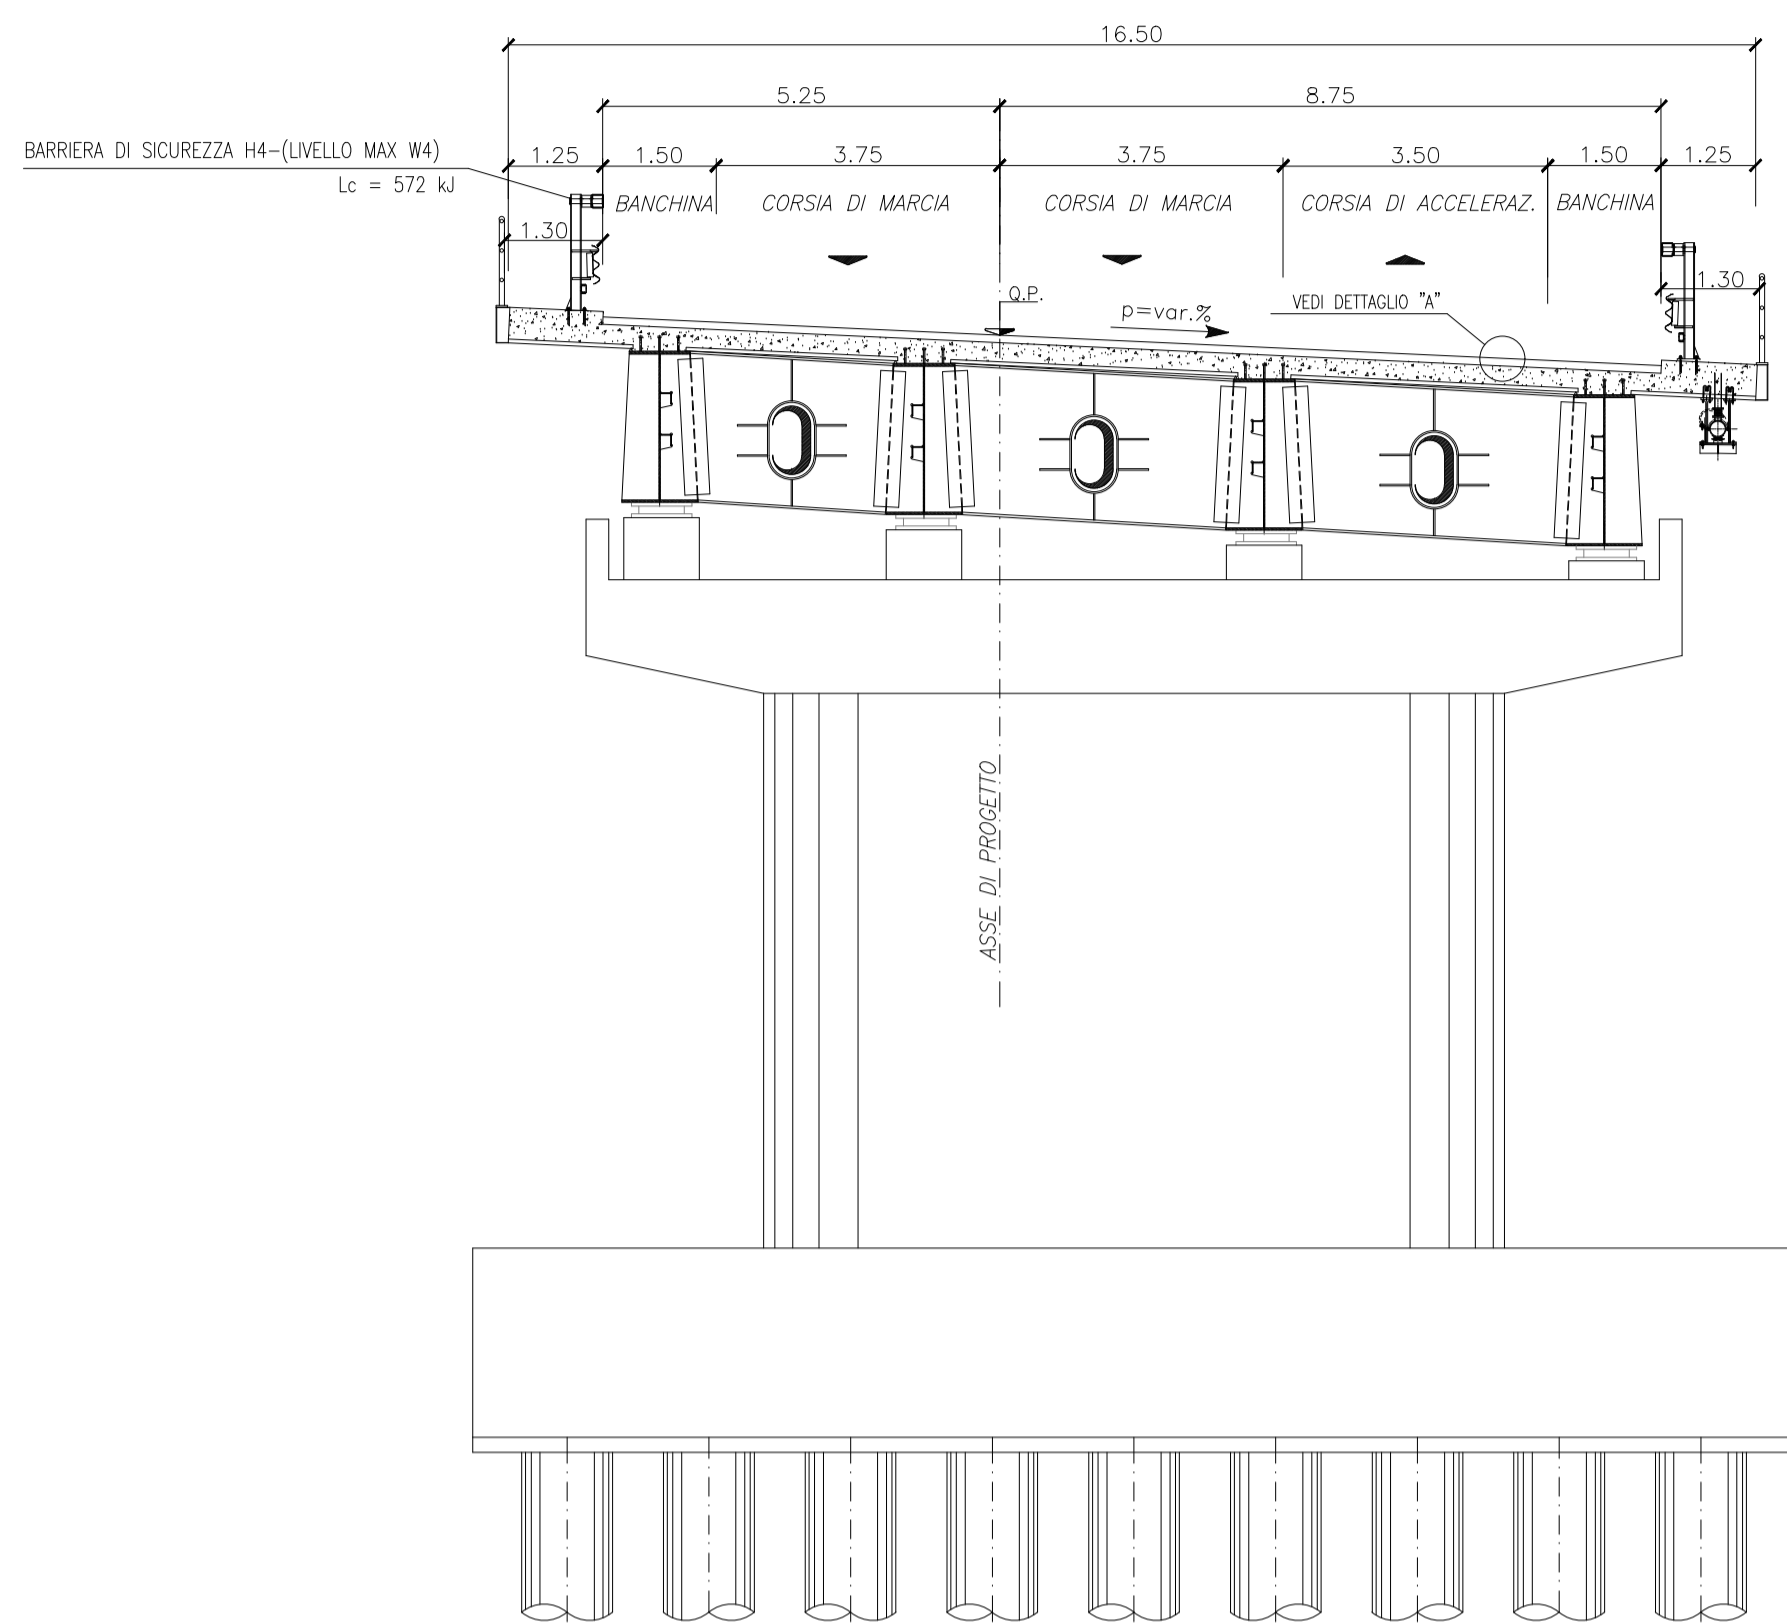 16.50
5.25
8.75
BARRIERA DI SICUREZZA H4-(LIVELLO MAX W4)
Lc = 572 kJ
1.25
1.50
3.75
3.75
3.50
1.50
1.25
BANCHINA
CORSIA DI MARCIA
CORSIA DI MARCIA
CORSIA DI ACCELERAZ.
BANCHINA
1.30
1.30
Q.P.
p=var.%
VEDI DETTAGLIO "A"
ASSE DI PROGETTO